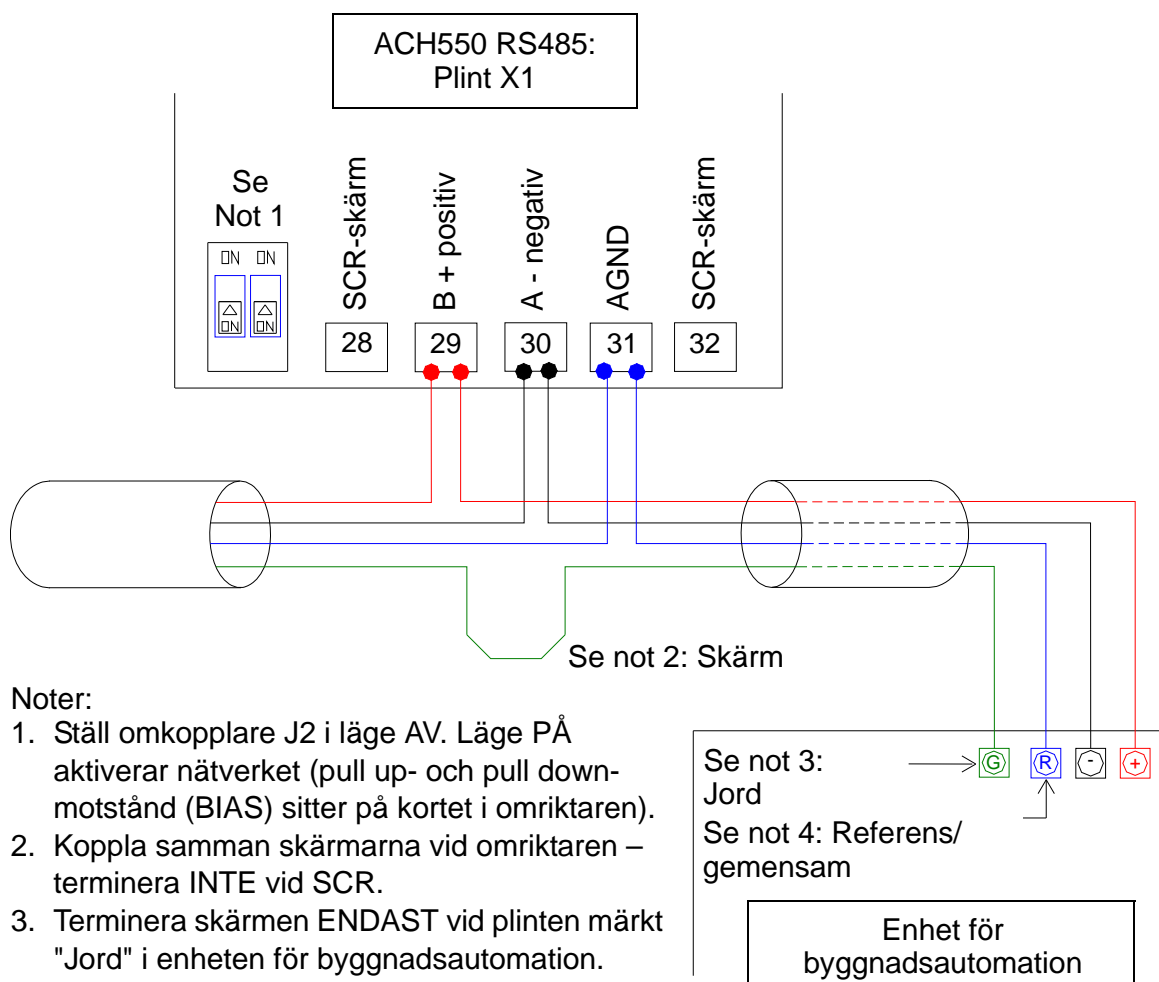 ACH550 RS485:
Plint X1
Se
Not 1
ON ON
ON ON
SCR-skärm
B + positiv
A - negativ
AGND
SCR-skärm
28
29
30
31
32
Se not 2: Skärm
Noter:
1. Ställ omkopplare J2 i läge AV. Läge PÅ
aktiverar nätverket (pull up- och pull down-
motstånd (BIAS) sitter på kortet i omriktaren).
2. Koppla samman skärmarna vid omriktaren –
terminera INTE vid SCR.
3. Terminera skärmen ENDAST vid plinten märkt
"Jord" i enheten för byggnadsautomation.
Se not 3:
Jord
G R - +
Se not 4: Referens/
gemensam
Enhet för
byggnadsautomation